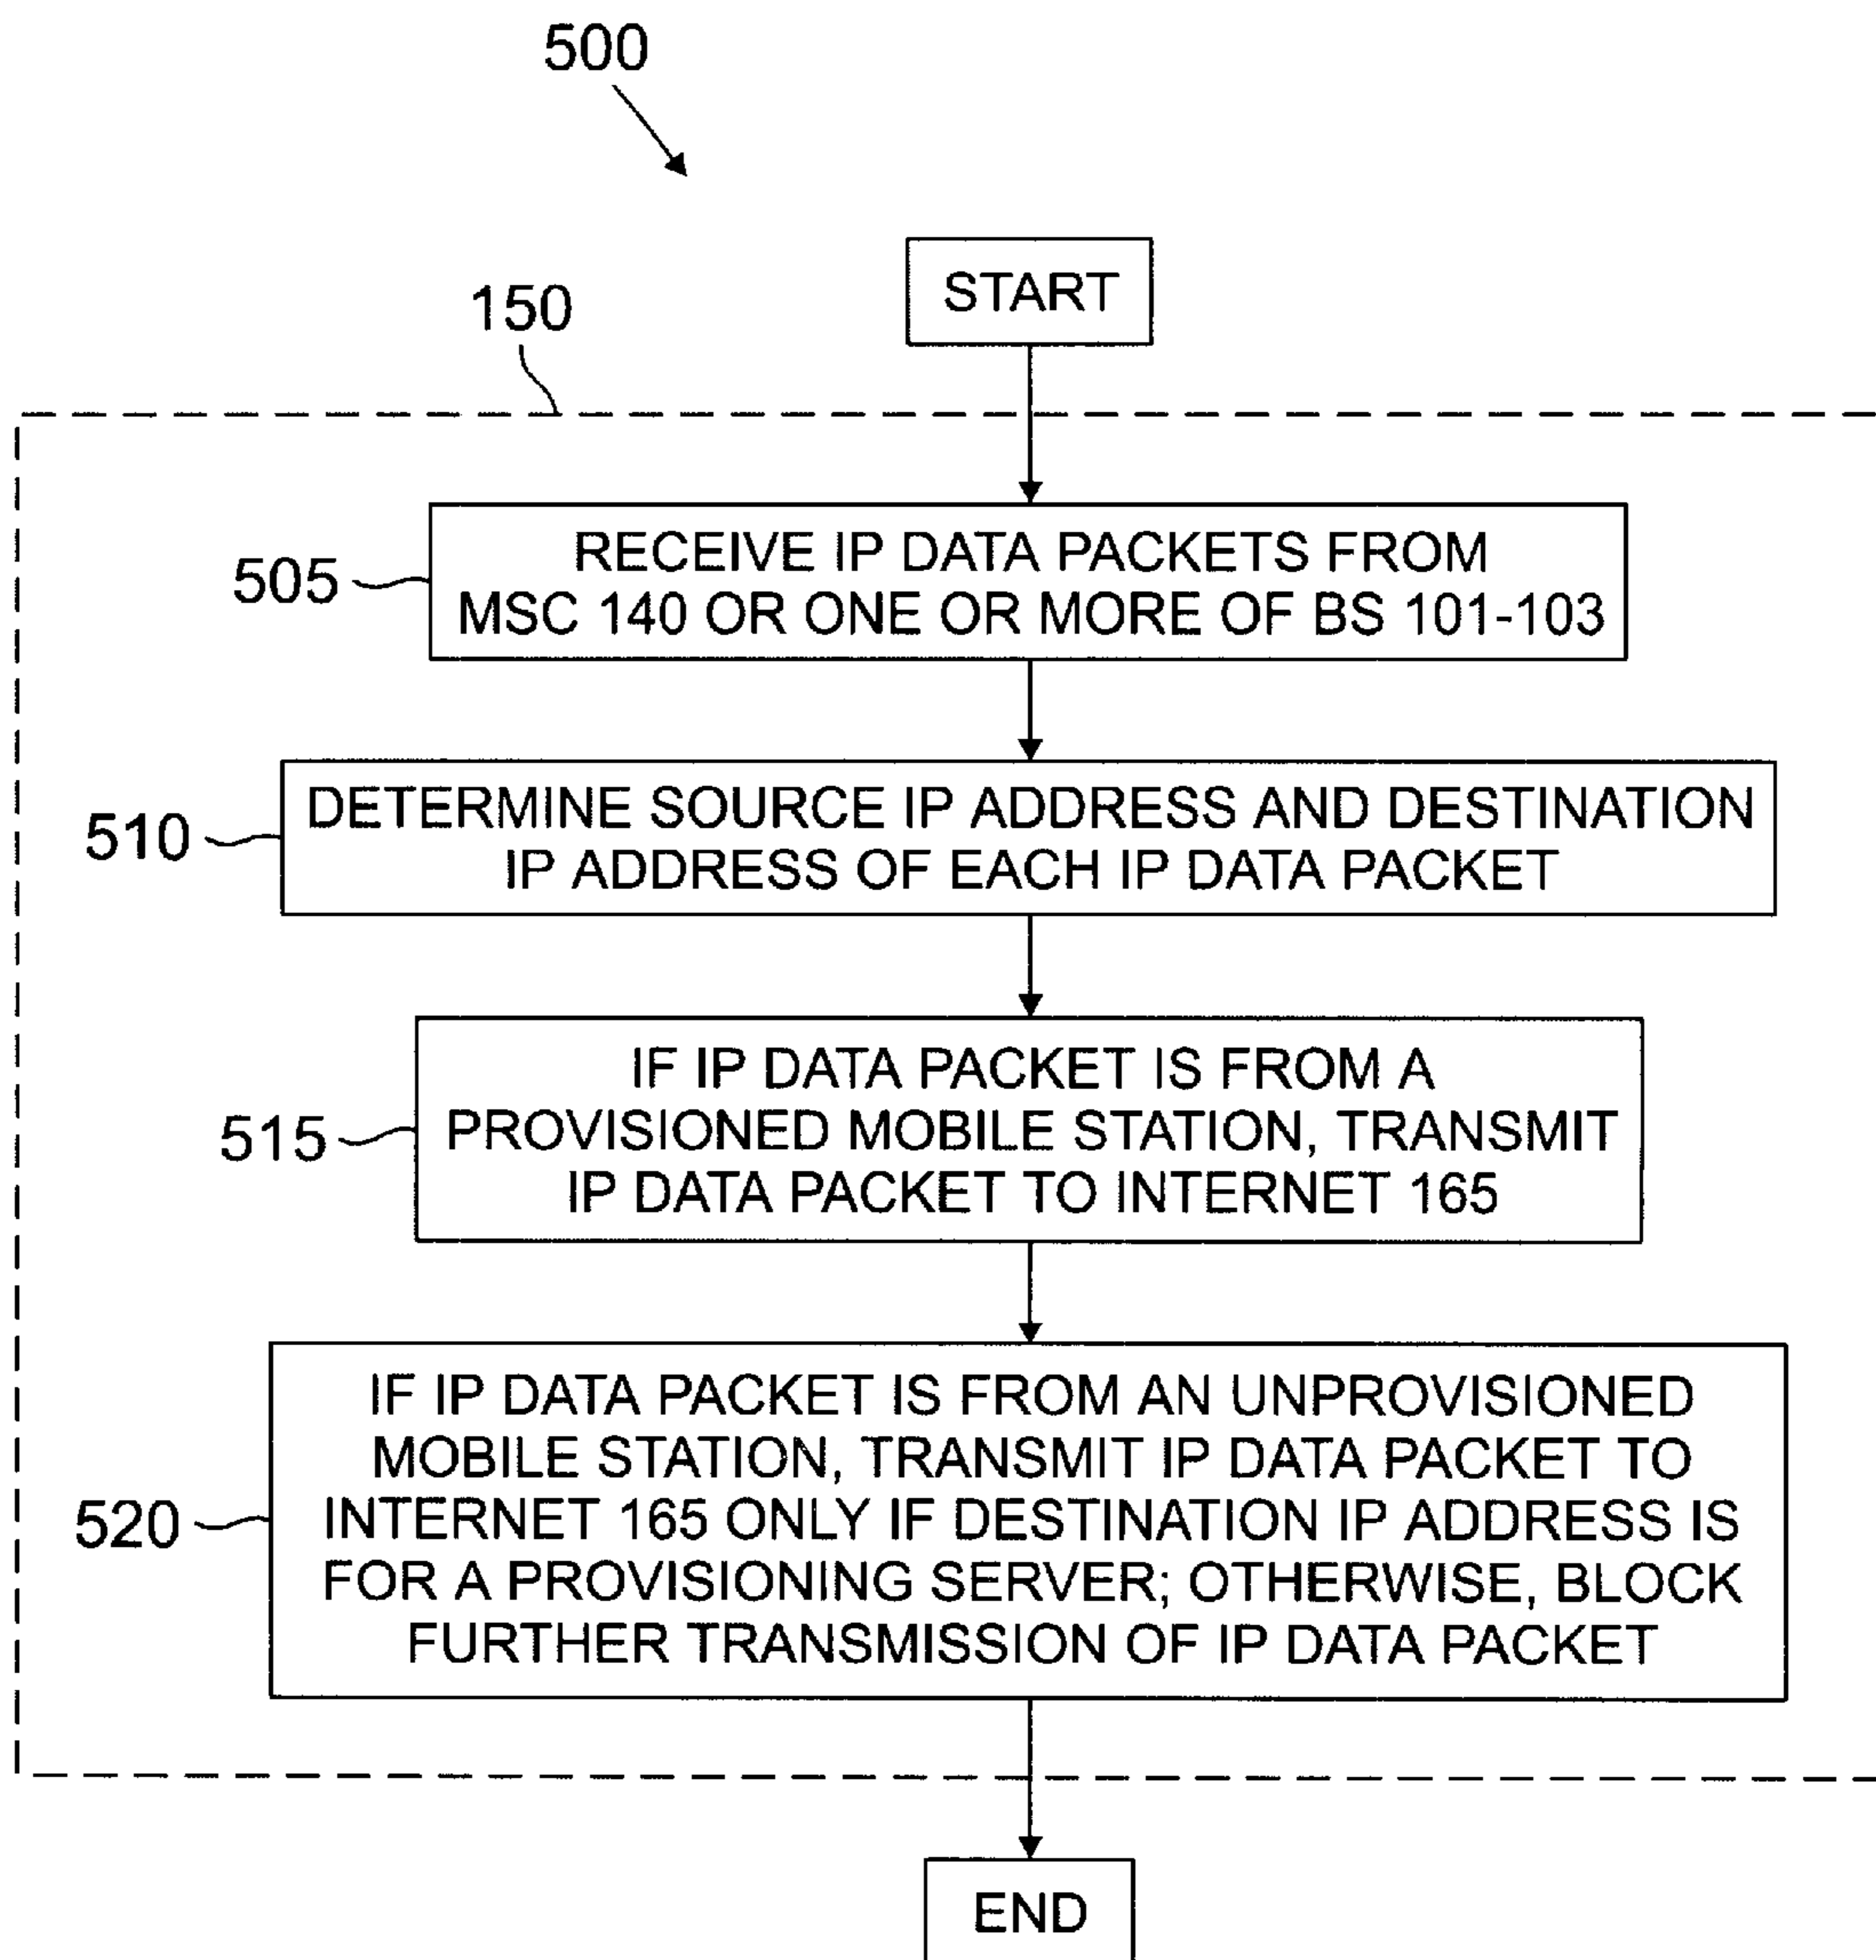 500
START
150
505
RECEIVE IP DATA PACKETS FROM
MSC 140 OR ONE OR MORE OF BS 101-103
510
DETERMINE SOURCE IP ADDRESS AND DESTINATION
IP ADDRESS OF EACH IP DATA PACKET
515
IF IP DATA PACKET IS FROM A
PROVISIONED MOBILE STATION, TRANSMIT
IP DATA PACKET TO INTERNET 165
520
IF IP DATA PACKET IS FROM AN UNPROVISIONED
MOBILE STATION, TRANSMIT IP DATA PACKET TO
INTERNET 165 ONLY IF DESTINATION IP ADDRESS IS
FOR A PROVISIONING SERVER; OTHERWISE, BLOCK
FURTHER TRANSMISSION OF IP DATA PACKET
END